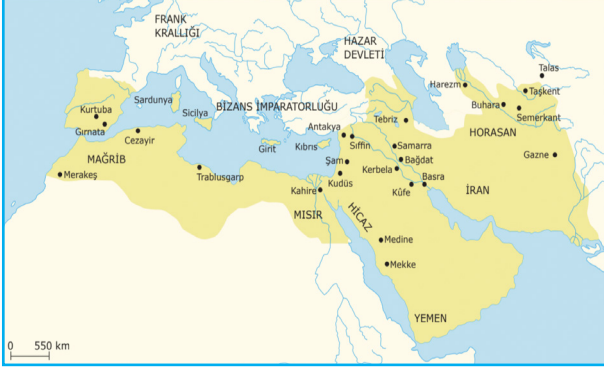 FRANK
KRALLIĞI
HAZAR
DEVLETİ
Talas
Harezm
Taşkent
Sardunya
Buhara
Semerkant
Kurtuba
Sicilya
BİZANS İMPARATORLUĞU
Gırnata
Tebriz
HORASAN
Cezayir
Antakya
Girit
Kıbrıs
Sıffin
Samarra
MAĞRİB
Şam
Bağdat
Gazne
Kerbela
Merakeş
Trablusgarp
Kudüs
Basra
Kahire
Kûfe
İRAN
MISIR
HİCAZ
Medine
Mekke
YEMEN
0 550 km